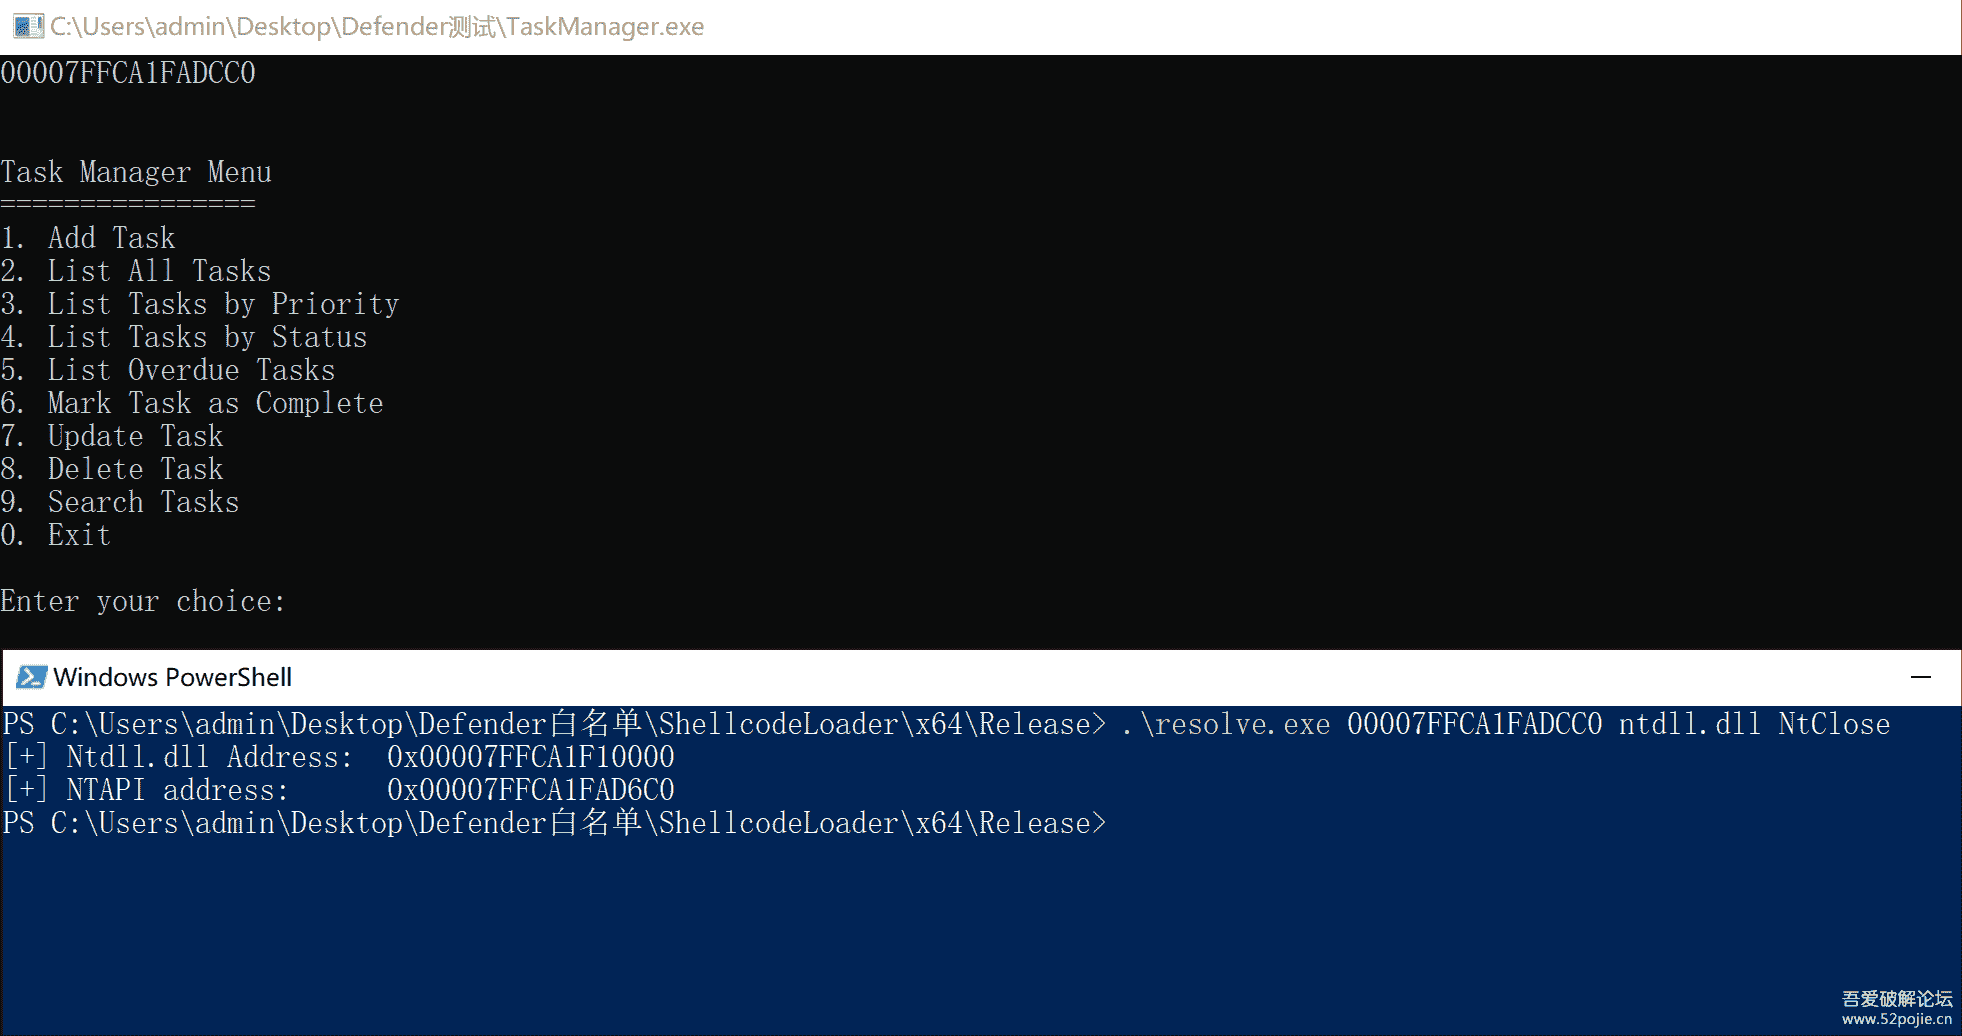 C:\Users\admin\Desktop\Defender测试\TaskManager.exe
00007FFCA1FADCC0
Task Manager Menu
================
1. Add Task
2. List All Tasks
3. List Tasks by Priority
4. List Tasks by Status
5. List Overdue Tasks
6. Mark Task as Complete
7. Update Task
8. Delete Task
9. Search Tasks
0. Exit
Enter your choice:
Windows PowerShell
PS C:\Users\admin\Desktop\Defender白名单\ShellcodeLoader\x64\Release> .\resolve.exe 00007FFCA1FADCC0 ntdll.dll NtClose
[+] Ntdll.dll Address:  0x00007FFCA1F10000
[+] NTAPI address:      0x00007FFCA1FAD6C0
PS C:\Users\admin\Desktop\Defender白名单\ShellcodeLoader\x64\Release>
吾爱破解论坛
www.52pojie.cn